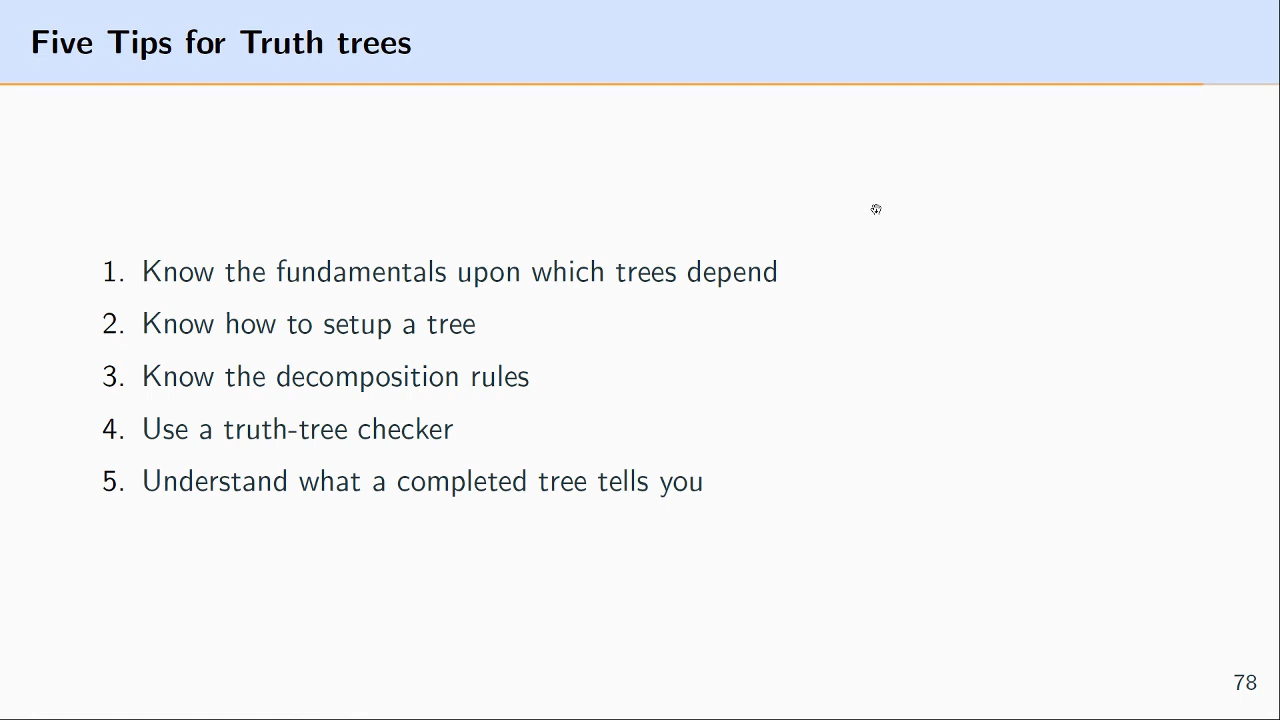 Five Tips for Truth trees
1. Know the fundamentals upon which trees depend
2. Know how to setup a tree
3. Know the decomposition rules
4. Use a truth-tree checker
5. Understand what a completed tree tells you
78